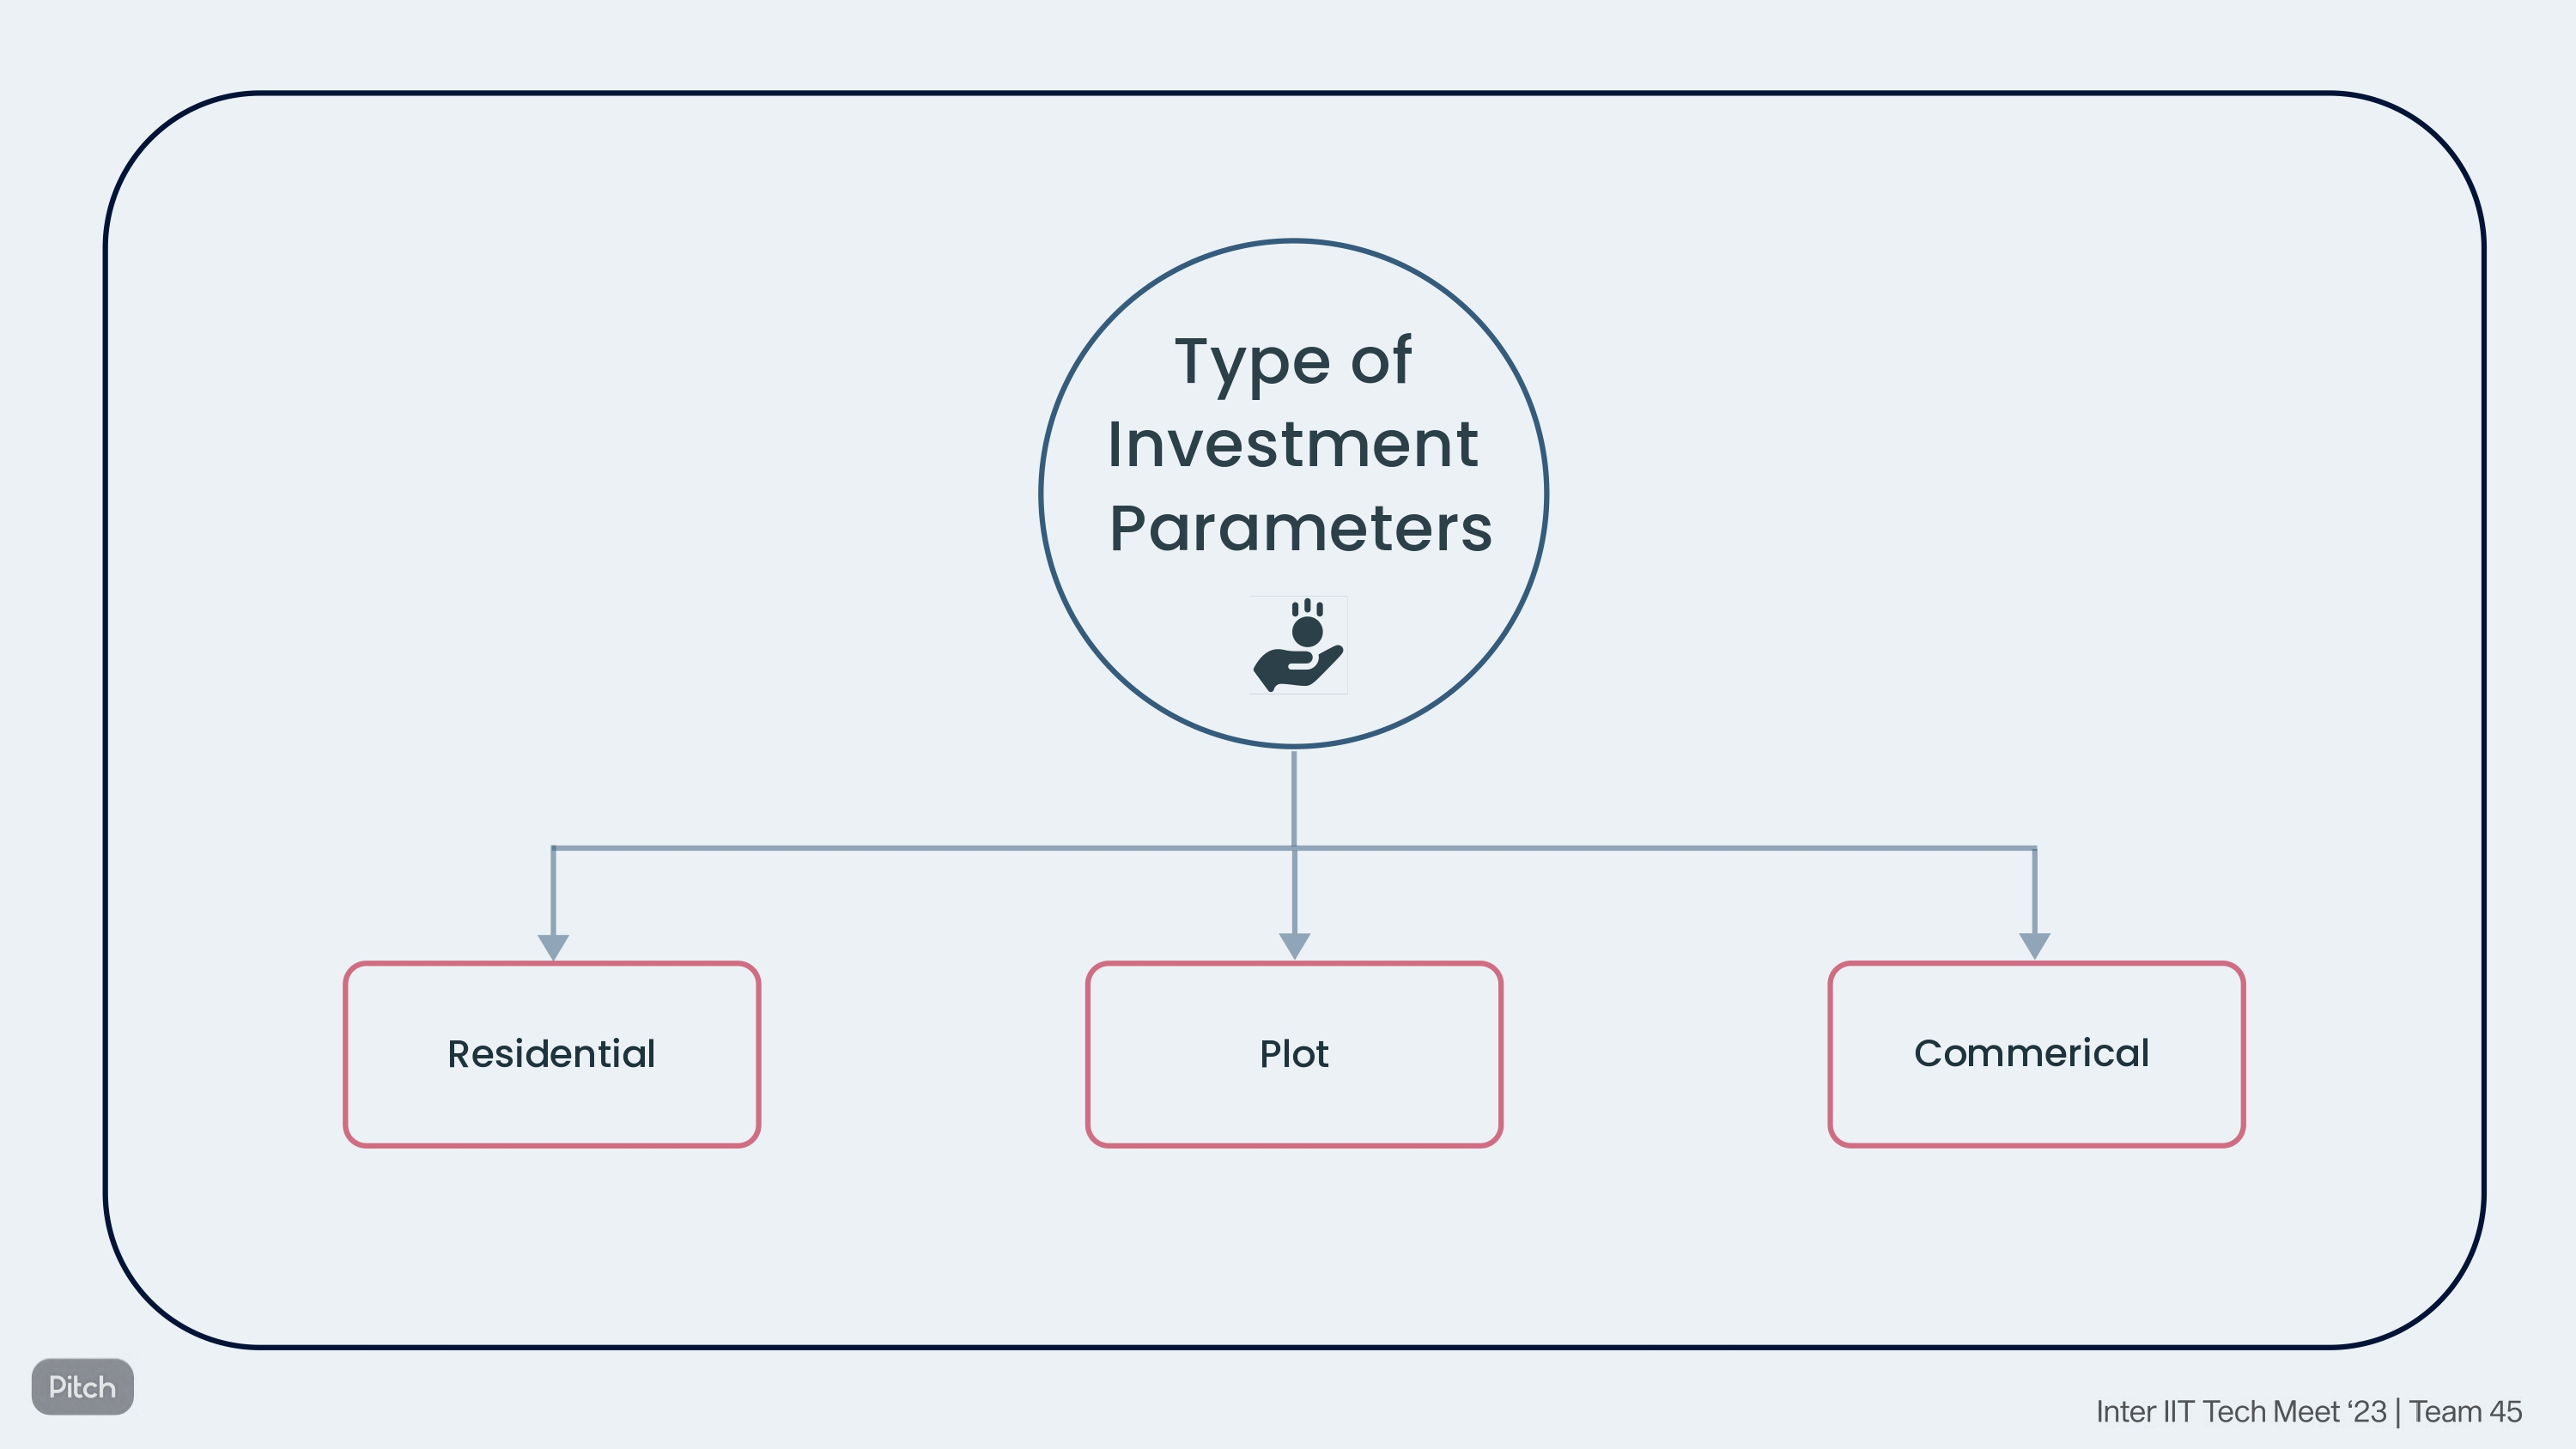 Type of
Investment
Parameters
Residential
Plot
Commerical
Pitch
Inter IIT Tech Meet ‘23 | Team 45